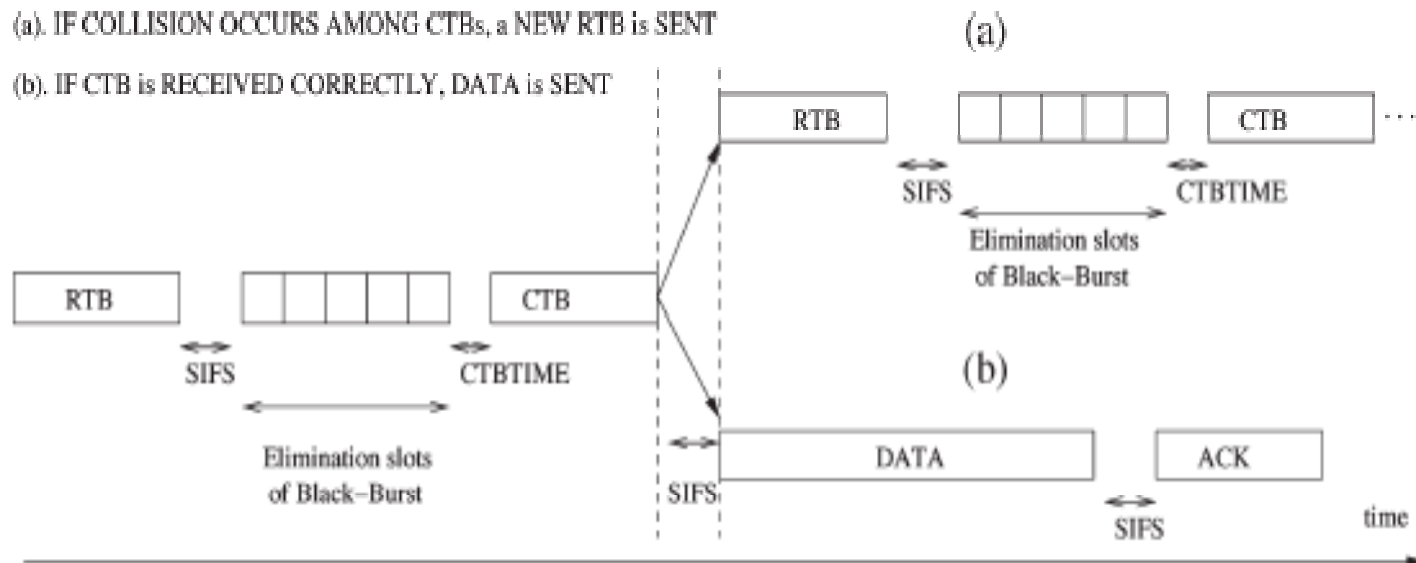 (a). IF COLLISION OCCURS AMONG CTBs, a NEW RTB is SENT
(b). IF CTB is RECEIVED CORRECTLY, DATA is SENT
(a)
RTB
CTB
...
SIFS
CTBTIME
Elimination slots
of Black-Burst
RTB
CTB
SIFS
CTBTIME
Elimination slots
of Black-Burst
(b)
SIFS
DATA
ACK
SIFS
time